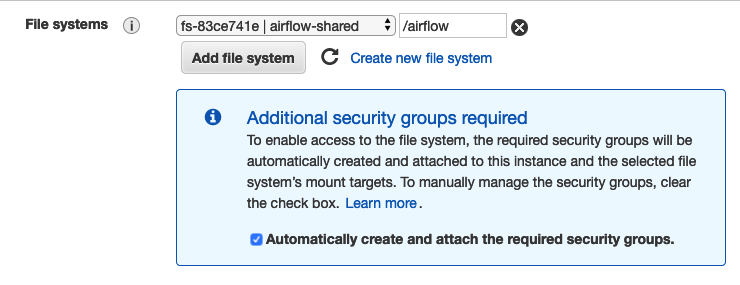 File systems i fs-83ce741e | airflow-shared /airflow
Add file system Create new file system
Additional security groups required
To enable access to the file system, the required security groups will be
automatically created and attached to this instance and the selected file
system's mount targets. To manually manage the security groups, clear
the check box. Learn more.
Automatically create and attach the required security groups.